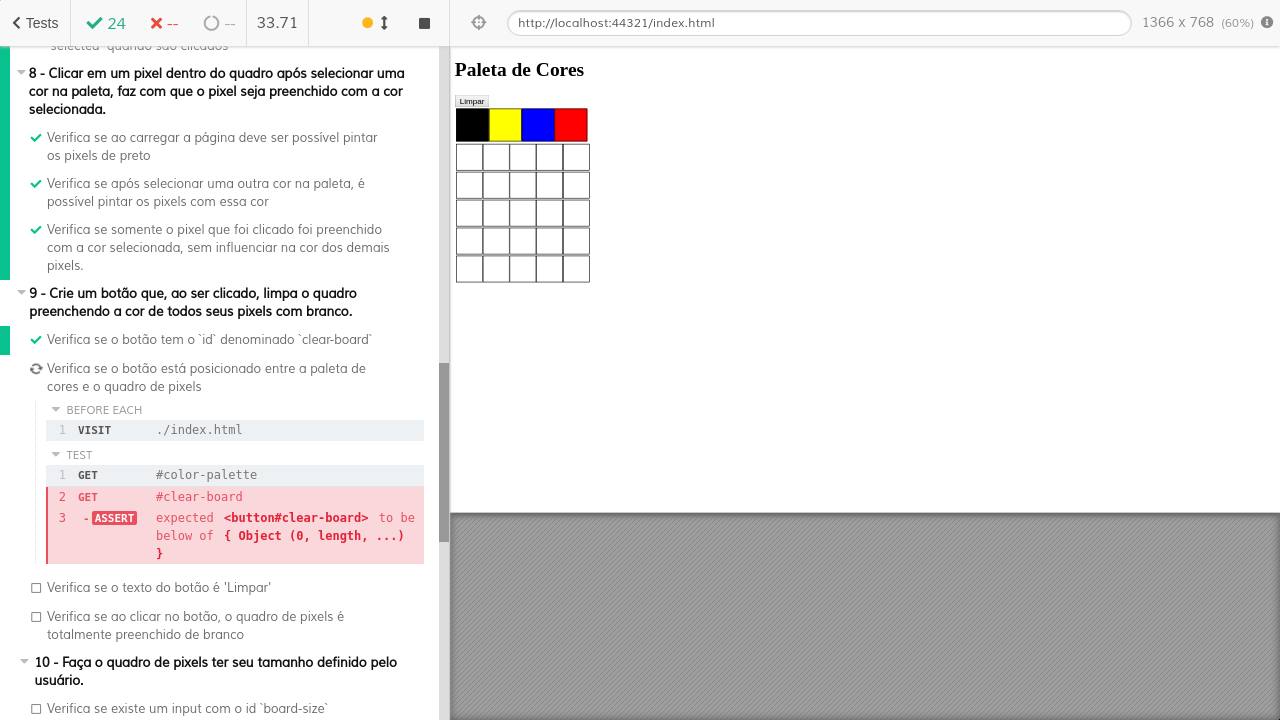 Tests
24
--
--
33.71
http://localhost:44321/index.html
1366 x 768 (60%)
selected` quando são clicados
8 - Clicar em um pixel dentro do quadro após selecionar uma
cor na paleta, faz com que o pixel seja preenchido com a cor
selecionada.
Verifica se ao carregar a página deve ser possível pintar
os pixels de preto
Verifica se após selecionar uma outra cor na paleta, é
possível pintar os pixels com essa cor
Verifica se somente o pixel que foi clicado foi preenchido
com a cor selecionada, sem influenciar na cor dos demais
pixels.
9 - Crie um botão que, ao ser clicado, limpa o quadro
preenchendo a cor de todos seus pixels com branco.
Verifica se o botão tem o `id` denominado `clear-board`
Verifica se o botão está posicionado entre a paleta de
cores e o quadro de pixels
BEFORE EACH
1 VISIT ./index.html
TEST
1 GET #color-palette
2 GET #clear-board
3 -ASSERT expected <button#clear-board> to be
below of { Object (0, length, ...)
}
Verifica se o texto do botão é 'Limpar'
Verifica se ao clicar no botão, o quadro de pixels é
totalmente preenchido de branco
10 - Faça o quadro de pixels ter seu tamanho definido pelo
usuário.
Verifica se existe um input com o id `board-size`
Paleta de Cores
Limpar